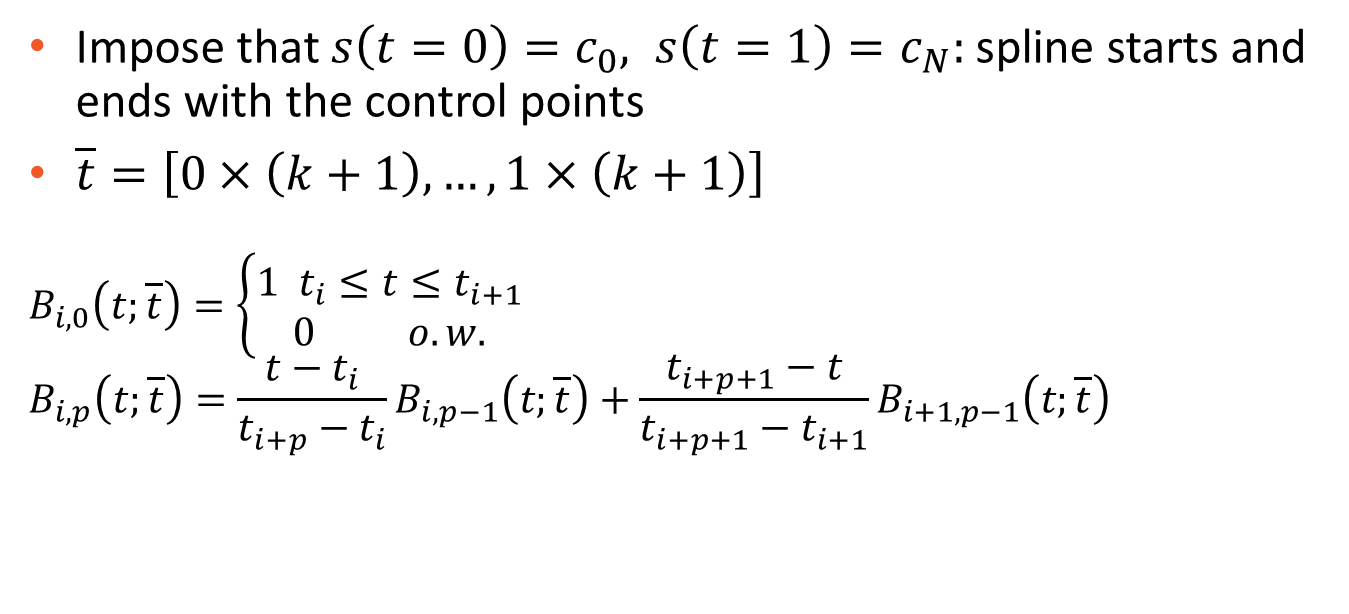 • Impose that s(t = 0) = c₀, s(t = 1) = c_N: spline starts and
ends with the control points
• t̅ = [0 × (k + 1), … , 1 × (k + 1)]
B_{i,0}(t; t̅) = { 1 t_i ≤ t ≤ t_{i+1}
0 o.w.
B_{i,p}(t; t̅) = \frac{t − t_i}{t_{i+p} − t_i} B_{i,p−1}(t; t̅) + \frac{t_{i+p+1} − t}{t_{i+p+1} − t_{i+1}} B_{i+1,p−1}(t; t̅)